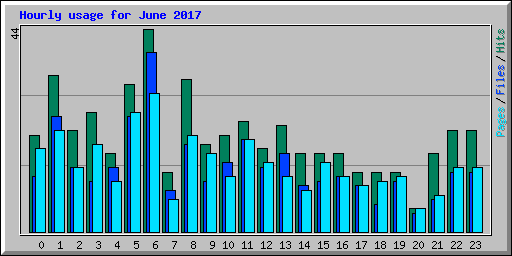 Hourly usage for June 2017
44
Pages / Files / Hits
0 1 2 3 4 5 6 7 8 9 10 11 12 13 14 15 16 17 18 19 20 21 22 23